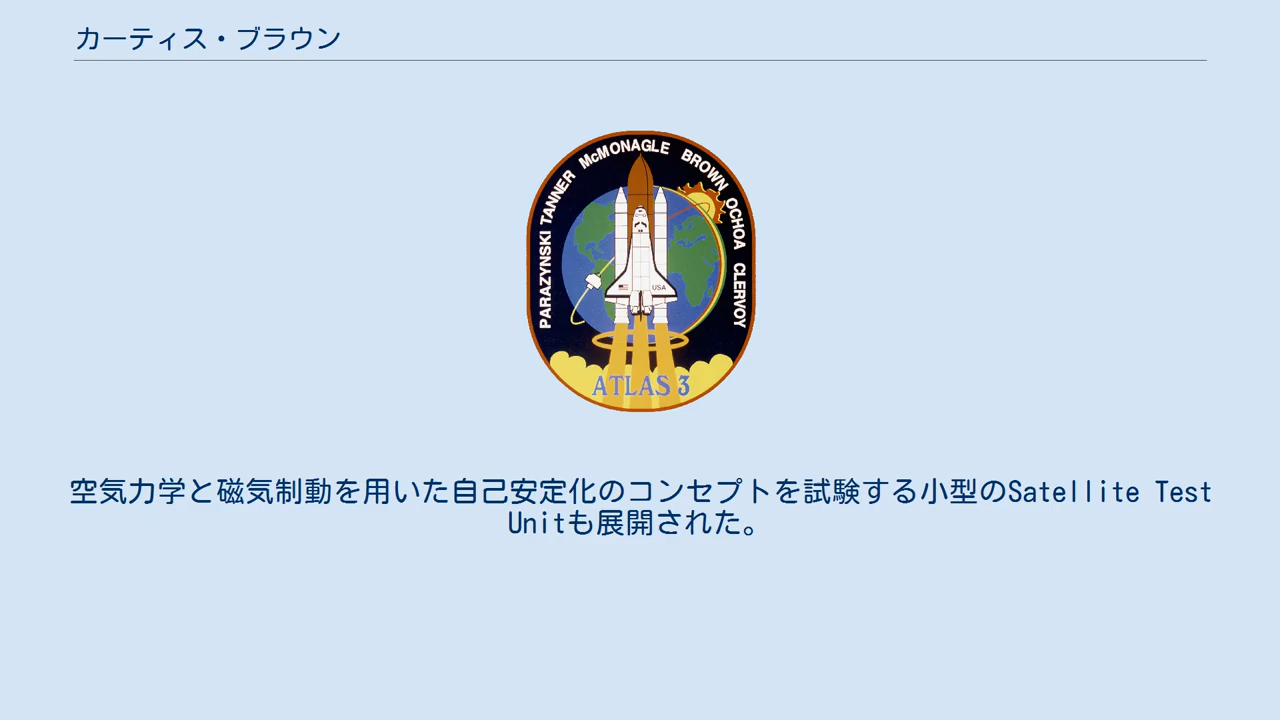 カーティス・ブラウン
PARAZYNSKI TANNER McMONAGLE BROWN OCHOA CLERVOY
USA
ATLAS 3
空気力学と磁気制動を用いた自己安定化のコンセプトを試験する小型のSatellite Test
Unitも展開された。